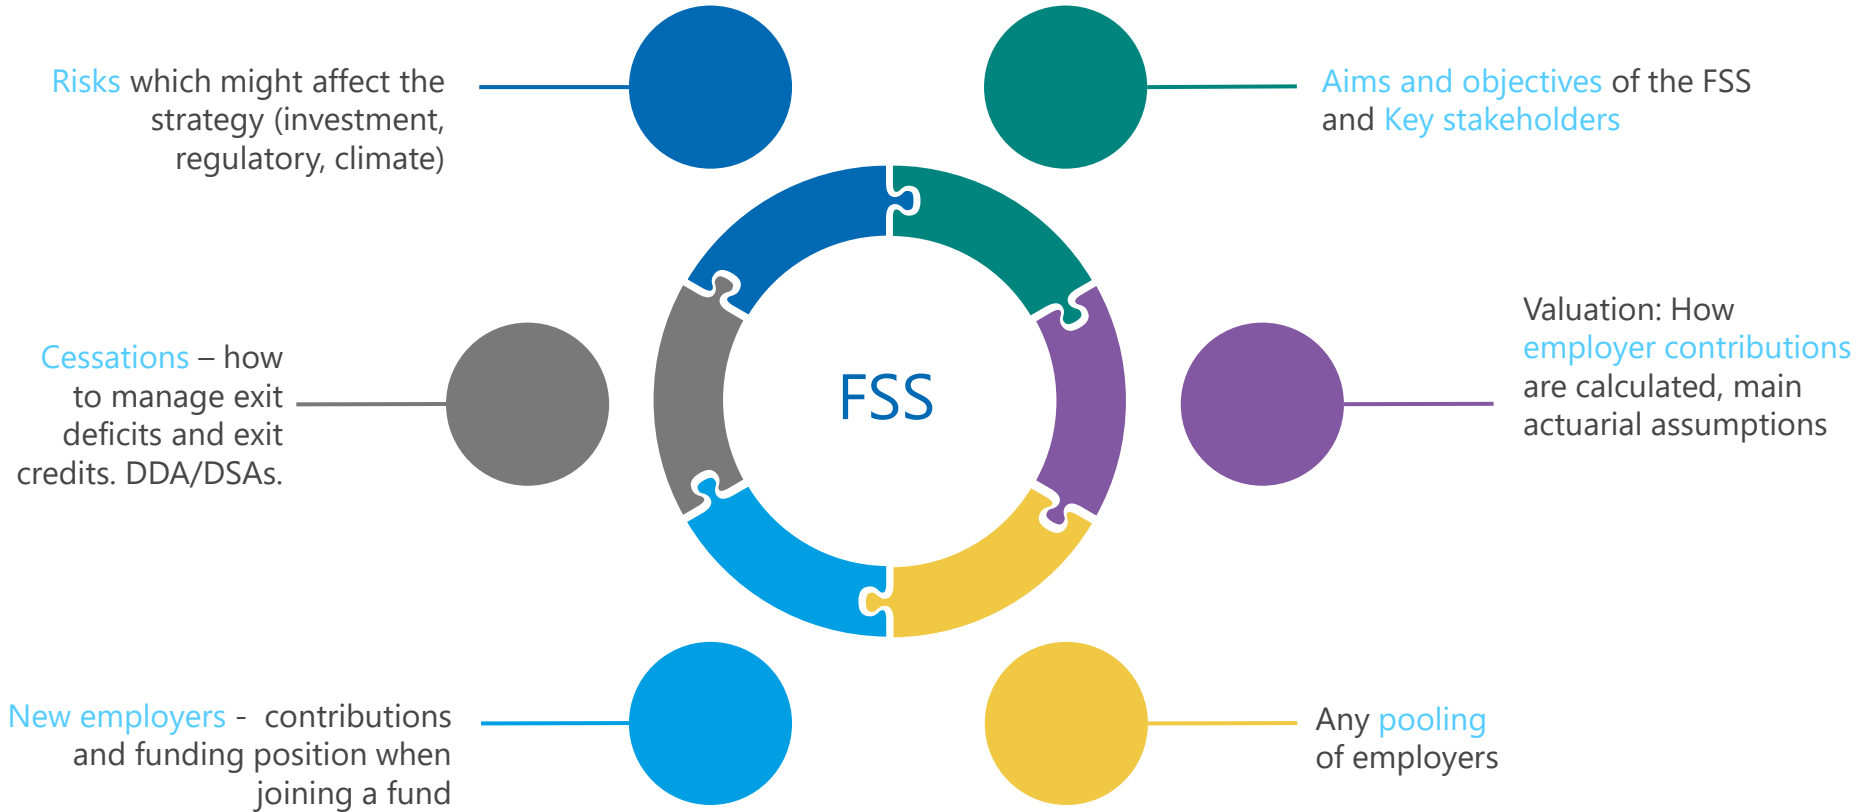 Risks which might affect the
strategy (investment,
regulatory, climate)
Aims and objectives of the FSS
and Key stakeholders
Cessations – how
to manage exit
deficits and exit
credits. DDA/DSAs.
FSS
Valuation: How
employer contributions
are calculated, main
actuarial assumptions
New employers - contributions
and funding position when
joining a fund
Any pooling
of employers